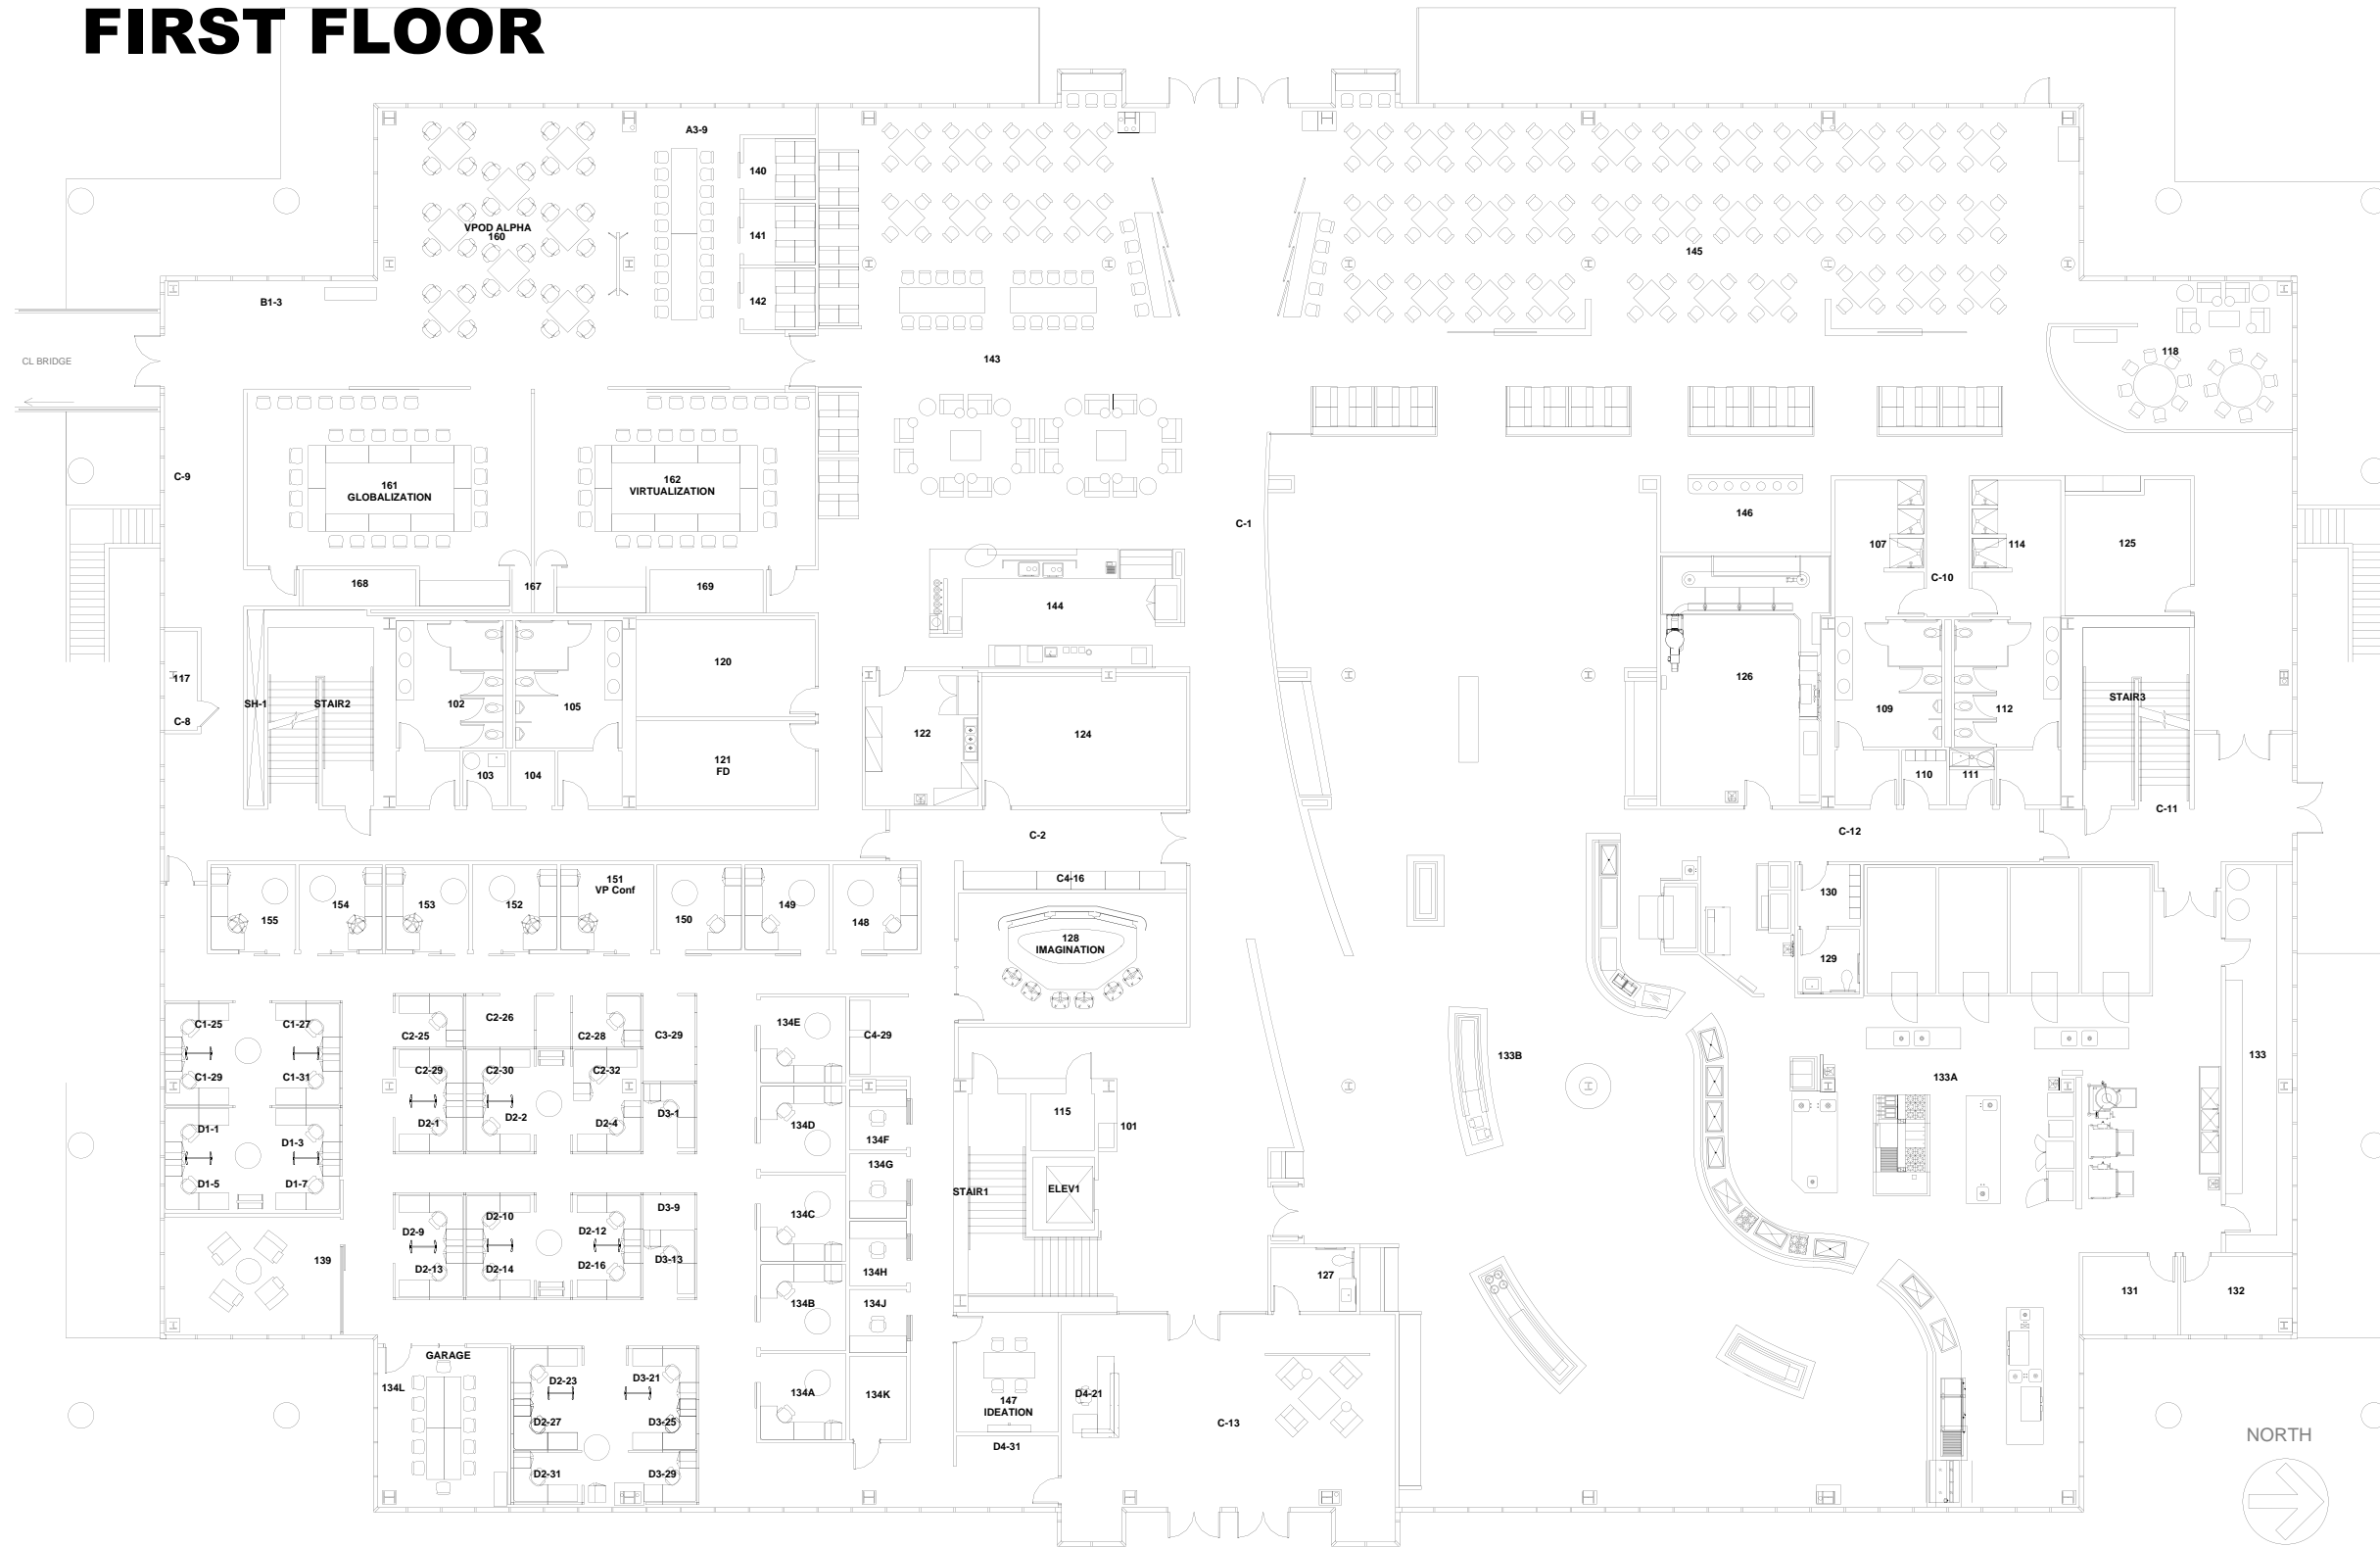 FIRST FLOOR
A3-9
140
VPOD ALPHA
160
141
142
B1-3
145
CL BRIDGE
143
118
C-9
161
GLOBALIZATION
162
VIRTUALIZATION
C-1
146
107
114
125
168
167
169
144
C-10
117
C-8
SH-1
STAIR2
102
105
120
121
FD
103
104
122
124
126
109
112
110
111
STAIR3
C-11
C-2
C-12
155
154
153
152
151
VP Conf
150
149
148
C4-16
128
IMAGINATION
130
129
C1-25
C1-27
C1-29
C1-31
C2-25
C2-26
C2-28
C3-29
C2-29
C2-30
C2-32
134E
C4-29
133B
133A
133
D1-1
D1-3
D1-5
D1-7
D2-1
D2-2
D2-4
D3-1
134D
134F
134G
115
101
STAIR1
ELEV1
D2-9
D2-10
D2-12
D3-9
D2-13
D2-14
D2-16
D3-13
134C
134H
139
134B
134J
127
131
132
GARAGE
134L
D2-23
D3-21
D2-27
D3-25
D2-31
D3-29
134A
134K
147
IDEATION
D4-31
D4-21
C-13
NORTH